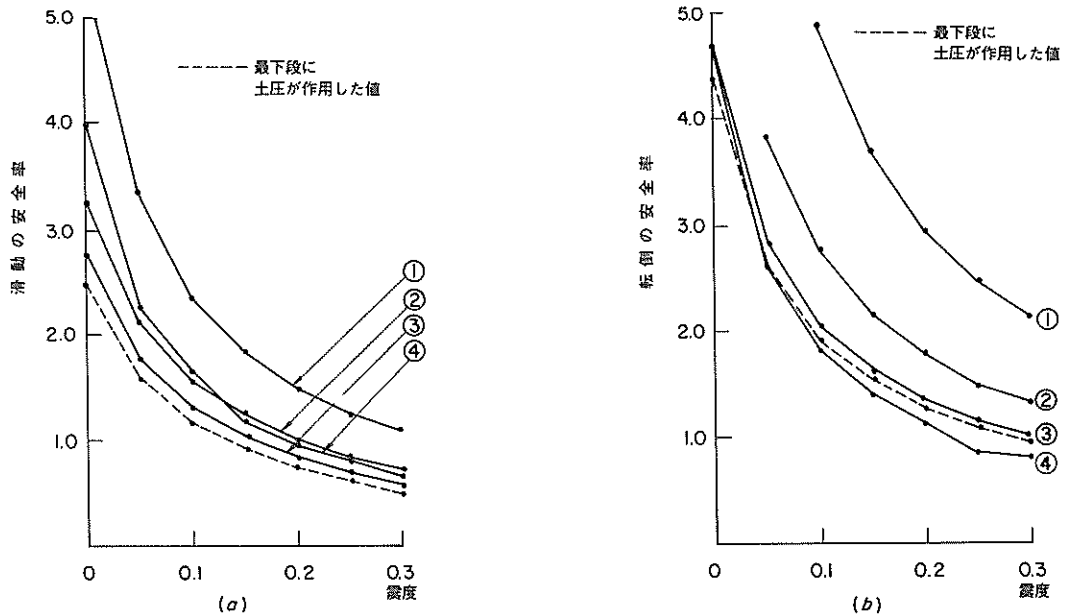 5.0
4.0
3.0
2.0
1.0
滑動の安全率
最下段に
土圧が作用した値
①
②
③
④
0
0.1
0.2
0.3
震度
(a)
5.0
4.0
3.0
2.0
1.0
転倒の安全率
最下段に
土圧が作用した値
①
②
③
④
0
0.1
0.2
0.3
震度
(b)